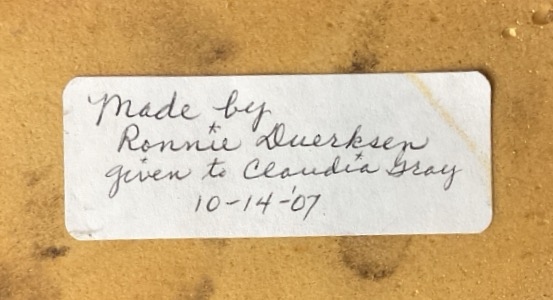 Made by
Ronnie Duerksen
given to Claudia Gray
10-14-'07